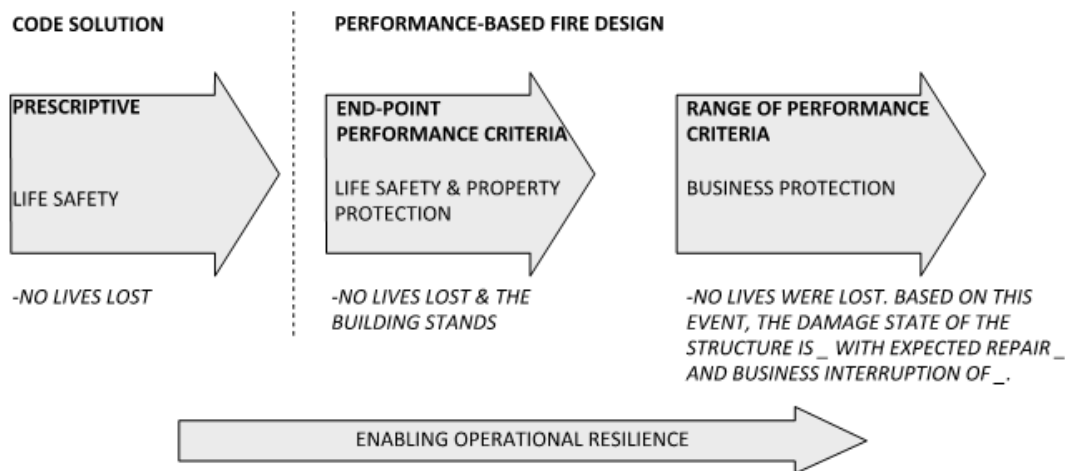 CODE SOLUTION
PERFORMANCE-BASED FIRE DESIGN
PRESCRIPTIVE
LIFE SAFETY
-NO LIVES LOST
END-POINT
PERFORMANCE CRITERIA
LIFE SAFETY & PROPERTY
PROTECTION
-NO LIVES LOST & THE
BUILDING STANDS
RANGE OF PERFORMANCE
CRITERIA
BUSINESS PROTECTION
-NO LIVES WERE LOST. BASED ON THIS
EVENT, THE DAMAGE STATE OF THE
STRUCTURE IS _ WITH EXPECTED REPAIR _
AND BUSINESS INTERRUPTION OF _.
ENABLING OPERATIONAL RESILIENCE